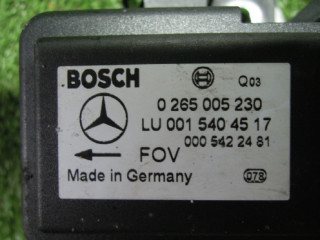 BOSCH
Q03
0 265 005 230
LU 001 540 45 17
000 542 24 81
← FOV
Made in Germany
078